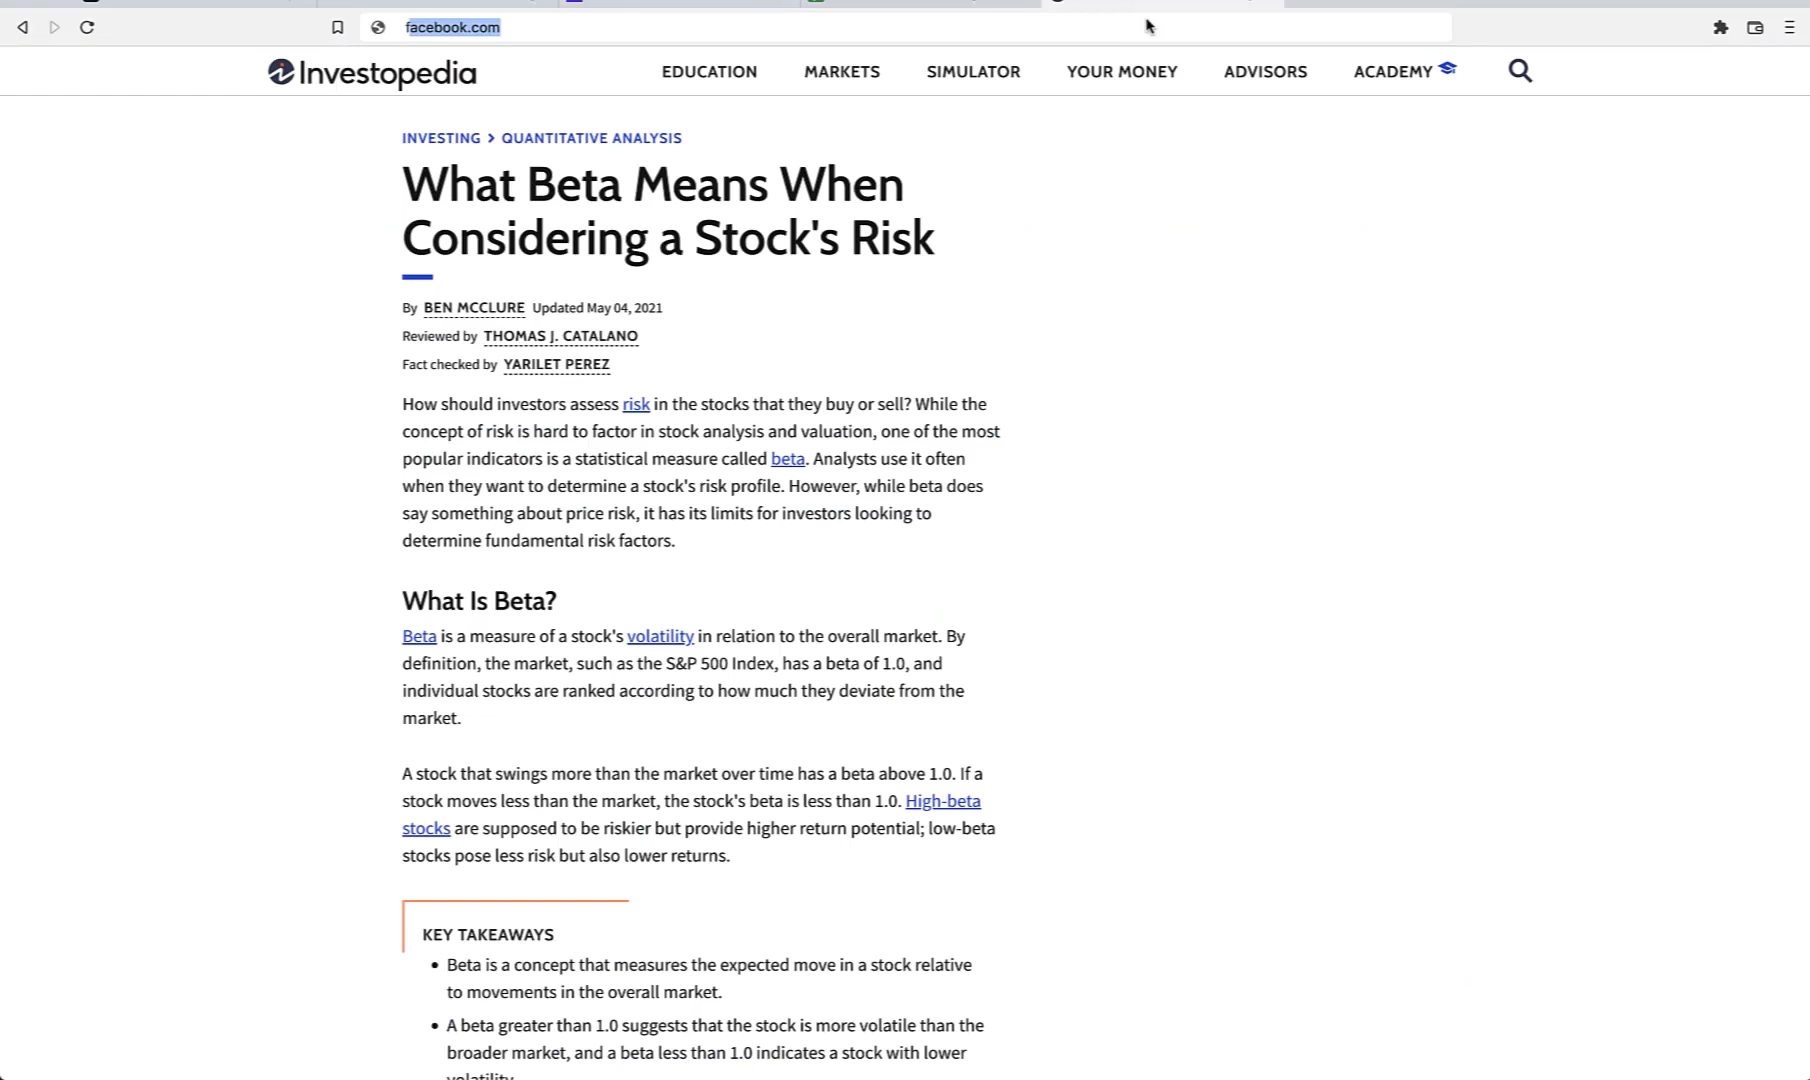 facebook.com
Investopedia
EDUCATION MARKETS SIMULATOR YOUR MONEY ADVISORS ACADEMY
INVESTING > QUANTITATIVE ANALYSIS
What Beta Means When
Considering a Stock's Risk
By BEN MCCLURE Updated May 04, 2021
Reviewed by THOMAS J. CATALANO
Fact checked by YARILET PEREZ
How should investors assess risk in the stocks that they buy or sell? While the
concept of risk is hard to factor in stock analysis and valuation, one of the most
popular indicators is a statistical measure called beta. Analysts use it often
when they want to determine a stock's risk profile. However, while beta does
say something about price risk, it has its limits for investors looking to
determine fundamental risk factors.
What Is Beta?
Beta is a measure of a stock's volatility in relation to the overall market. By
definition, the market, such as the S&P 500 Index, has a beta of 1.0, and
individual stocks are ranked according to how much they deviate from the
market.
A stock that swings more than the market over time has a beta above 1.0. If a
stock moves less than the market, the stock's beta is less than 1.0. High-beta
stocks are supposed to be riskier but provide higher return potential; low-beta
stocks pose less risk but also lower returns.
KEY TAKEAWAYS
• Beta is a concept that measures the expected move in a stock relative
to movements in the overall market.
• A beta greater than 1.0 suggests that the stock is more volatile than the
broader market, and a beta less than 1.0 indicates a stock with lower
volatility.